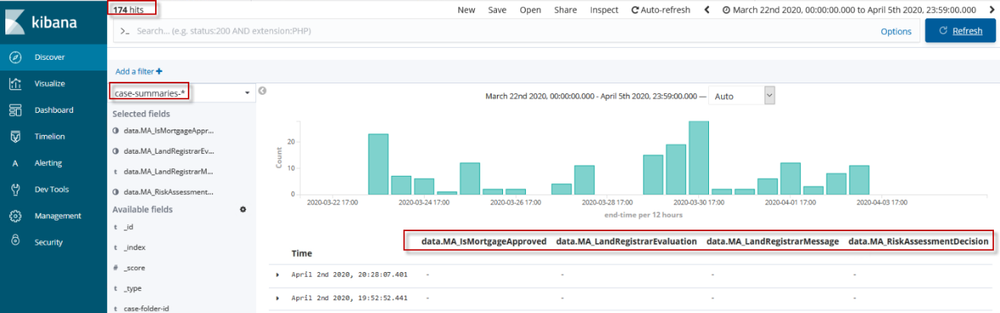 174 hits
New Save Open Share Inspect Auto-refresh March 22nd 2020, 00:00:00.000 to April 5th 2020, 23:59:00.000
kibana
>_ Search... (e.g. status:200 AND extension:PHP)
Options
Refresh
Discover
Add a filter +
Visualize
case-summaries-*
March 22nd 2020, 00:00:00.000 - April 5th 2020, 23:59:00.000 — Auto
Dashboard
Selected fields
data.MA_IsMortgageAppr...
Timelion
data.MA_LandRegistrarEv...
A Alerting
t data.MA_LandRegistrarM...
Dev Tools
data.MA_RiskAssessment...
Count
20
10
0
2020-03-22 17:00 2020-03-24 17:00 2020-03-26 17:00 2020-03-28 17:00 2020-03-30 17:00 2020-04-01 17:00 2020-04-03 17:00
end-time per 12 hours
Available fields
Management
t _id
Security
t _index
# _score
t _type
t case-folder-id
Time data.MA_IsMortgageApproved data.MA_LandRegistrarEvaluation data.MA_LandRegistrarMessage data.MA_RiskAssessmentDecision
April 2nd 2020, 20:28:07.401 - - - -
April 2nd 2020, 19:52:52.441 - - - -